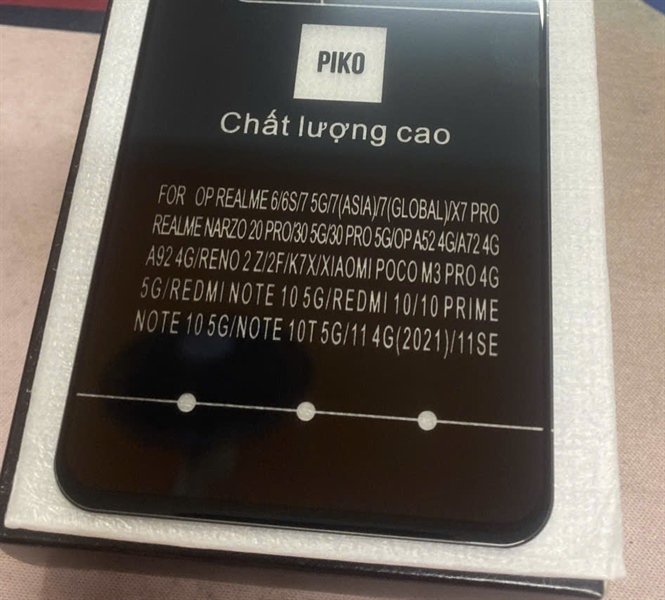 PIKO
Chất lượng cao
FOR OP REALME 6/6S/7 5G/7(ASIA)/7(GLOBAL)/X7 PRO
REALME NARZO 20 PRO/30 5G/30 PRO 5G/OP A52 4G/A72 4G
A92 4G/RENO 2 Z/2F/K7X/XIAOMI POCO M3 PRO 4G
5G/REDMI NOTE 10 5G/REDMI 10/10 PRIME
NOTE 10 5G/NOTE 10T 5G/11 4G(2021)/11SE